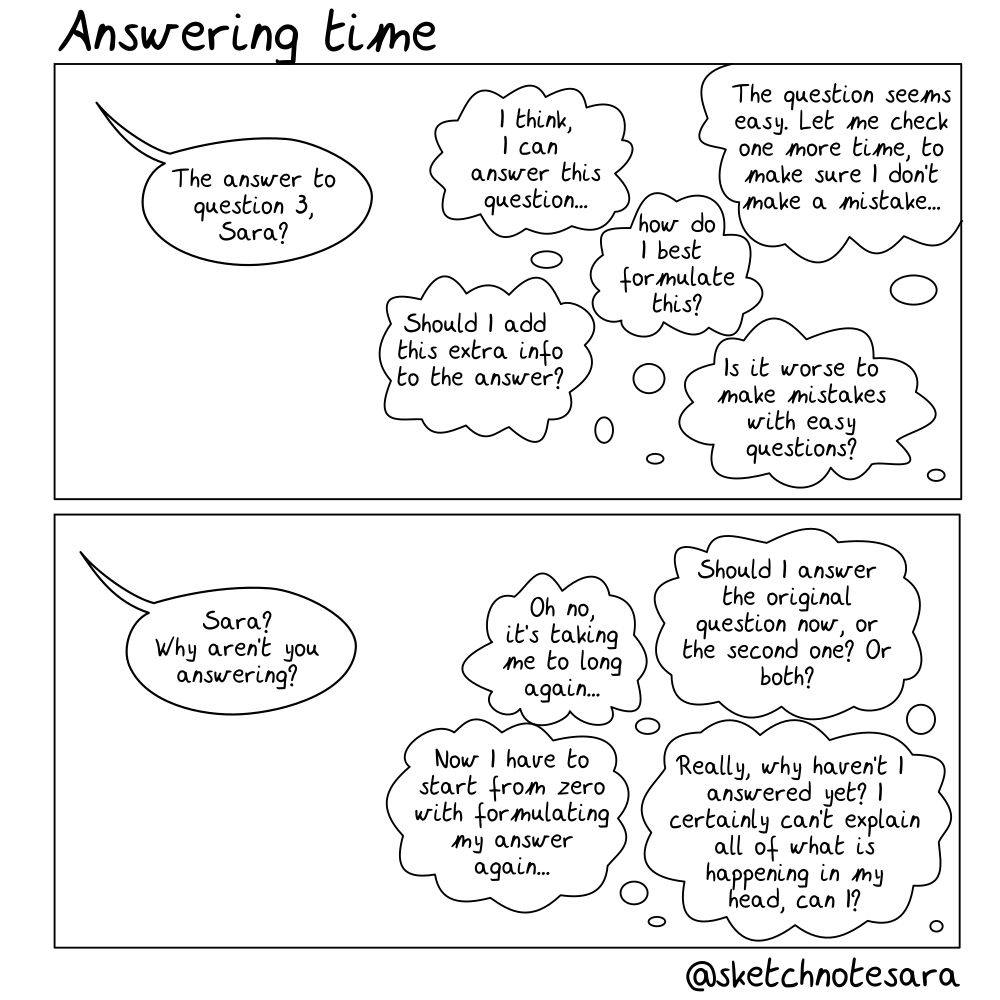 Answering time
The answer to
question 3,
Sara?
I think,
I can
answer this
question...
The question seems
easy. Let me check
one more time, to
make sure I don't
make a mistake...
how do
I best
formulate
this?
Should I add
this extra info
to the answer?
Is it worse to
make mistakes
with easy
questions?
Sara?
Why aren't you
answering?
Oh no,
it's taking
me to long
again...
Should I answer
the original
question now, or
the second one? Or
both?
Now I have to
start from zero
with formulating
my answer
again...
Really, why haven't I
answered yet? I
certainly can't explain
all of what is
happening in my
head, can I?
@sketchnotesara